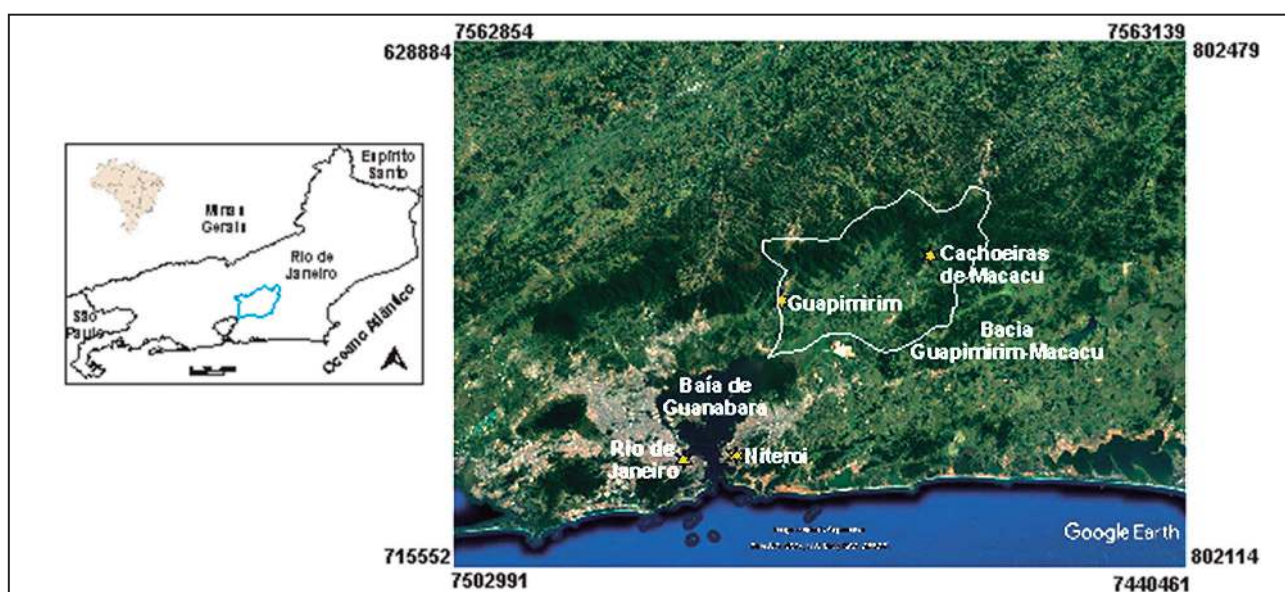 7562854
7563139
628884
802479
Espírito
Santo
Minas
Gerais
Rio de
Janeiro
São
Paulo
Oceano Atlântico
Cachoeiras
de Macacu
Guapimirim
Bacia
Guapimirim-Macacu
Baía de
Guanabara
Rio de
Janeiro
Niteroi
Google Earth
715552
802114
7502991
7440461